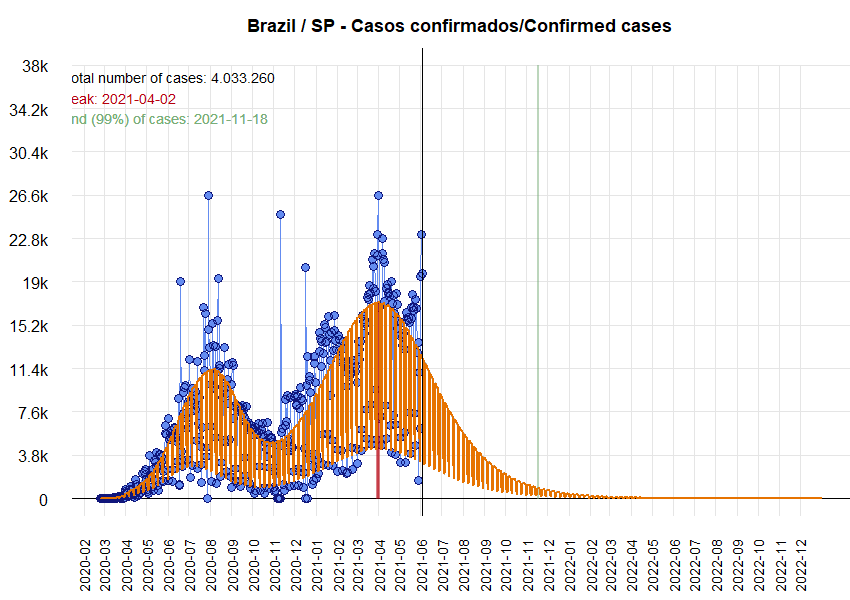 Brazil / SP - Casos confirmados/Confirmed cases
38k
34.2k
30.4k
26.6k
22.8k
19k
15.2k
11.4k
7.6k
3.8k
0
otal number of cases: 4.033.260
eak: 2021-04-02
nd (99%) of cases: 2021-11-18
2020-02
2020-03
2020-04
2020-05
2020-06
2020-07
2020-08
2020-09
2020-10
2020-11
2020-12
2021-01
2021-02
2021-03
2021-04
2021-05
2021-06
2021-07
2021-08
2021-09
2021-10
2021-11
2021-12
2022-01
2022-02
2022-03
2022-04
2022-05
2022-06
2022-07
2022-08
2022-09
2022-10
2022-11
2022-12